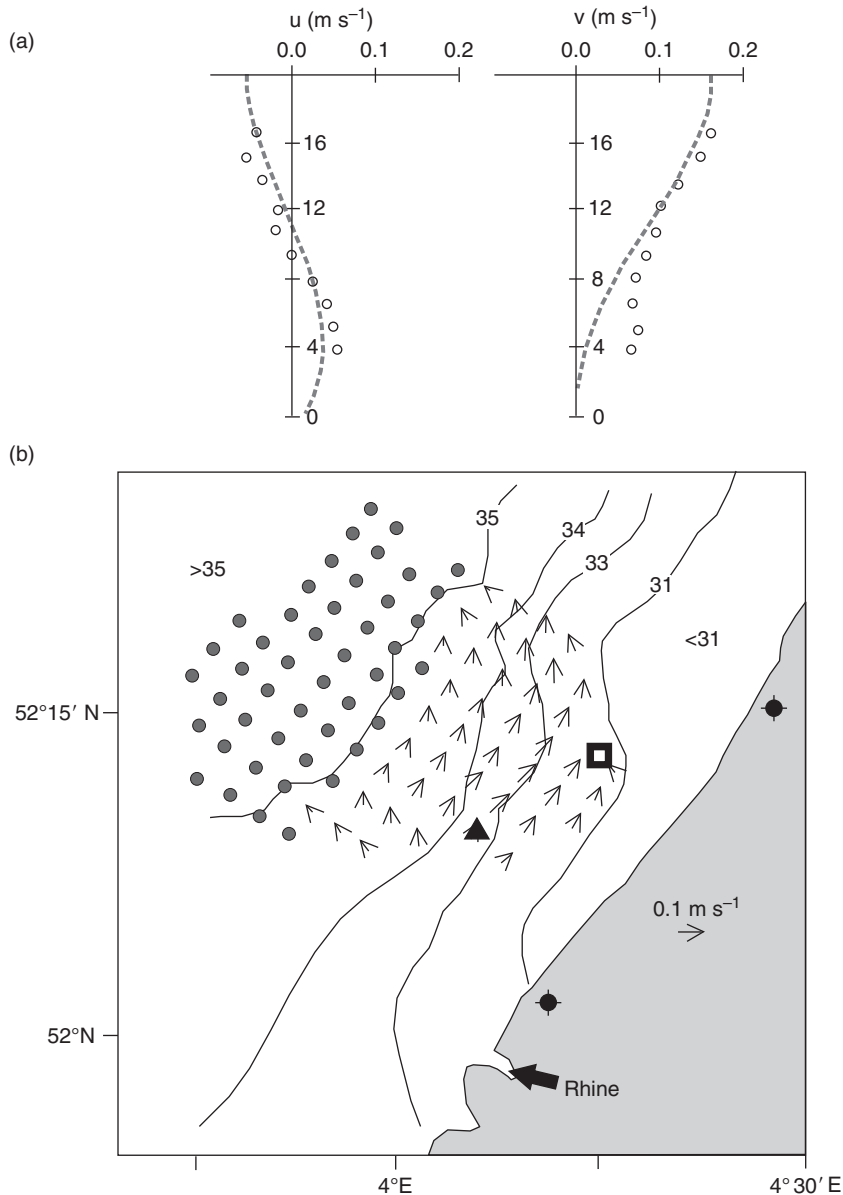 (a)
u (m s⁻¹)
v (m s⁻¹)
0.0 0.1 0.2
0.0 0.1 0.2
16
12
8
4
0
16
12
8
4
0
(b)
35
34
33
31
>35
<31
52°15′ N
0.1 m s⁻¹
52°N
Rhine
4°E
4°30′ E